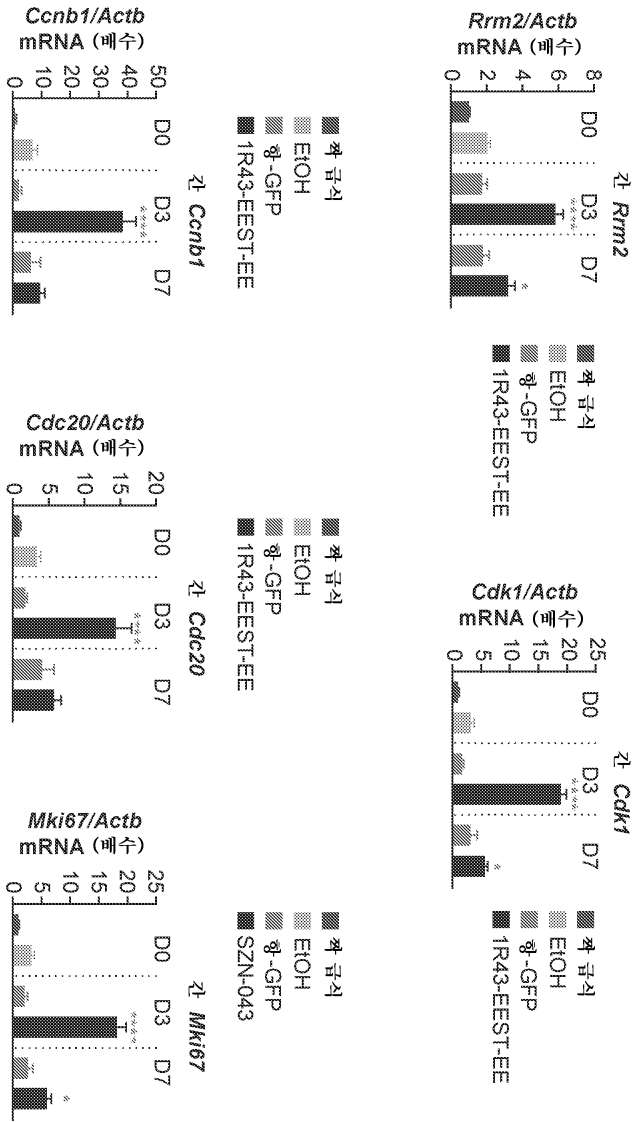 간 Rrm2
Rrm2/Actb
mRNA (배수)
8
6
4
2
0
D0 D3 D7
****
*
짝 급식
EtOH
항-GFP
1R43-EEST-EE
간 Cdk1
Cdk1/Actb
mRNA (배수)
25
20
15
10
5
0
D0 D3 D7
****
*
짝 급식
EtOH
항-GFP
1R43-EEST-EE
짝 급식
EtOH
항-GFP
1R43-EEST-EE
간 Ccnb1
Ccnb1/Actb
mRNA (배수)
50
40
30
20
10
0
D0 D3 D7
****
짝 급식
EtOH
항-GFP
1R43-EEST-EE
간 Cdc20
Cdc20/Actb
mRNA (배수)
20
15
10
5
0
D0 D3 D7
****
짝 급식
EtOH
항-GFP
SZN-043
간 Mki67
Mki67/Actb
mRNA (배수)
25
20
15
10
5
0
D0 D3 D7
****
*